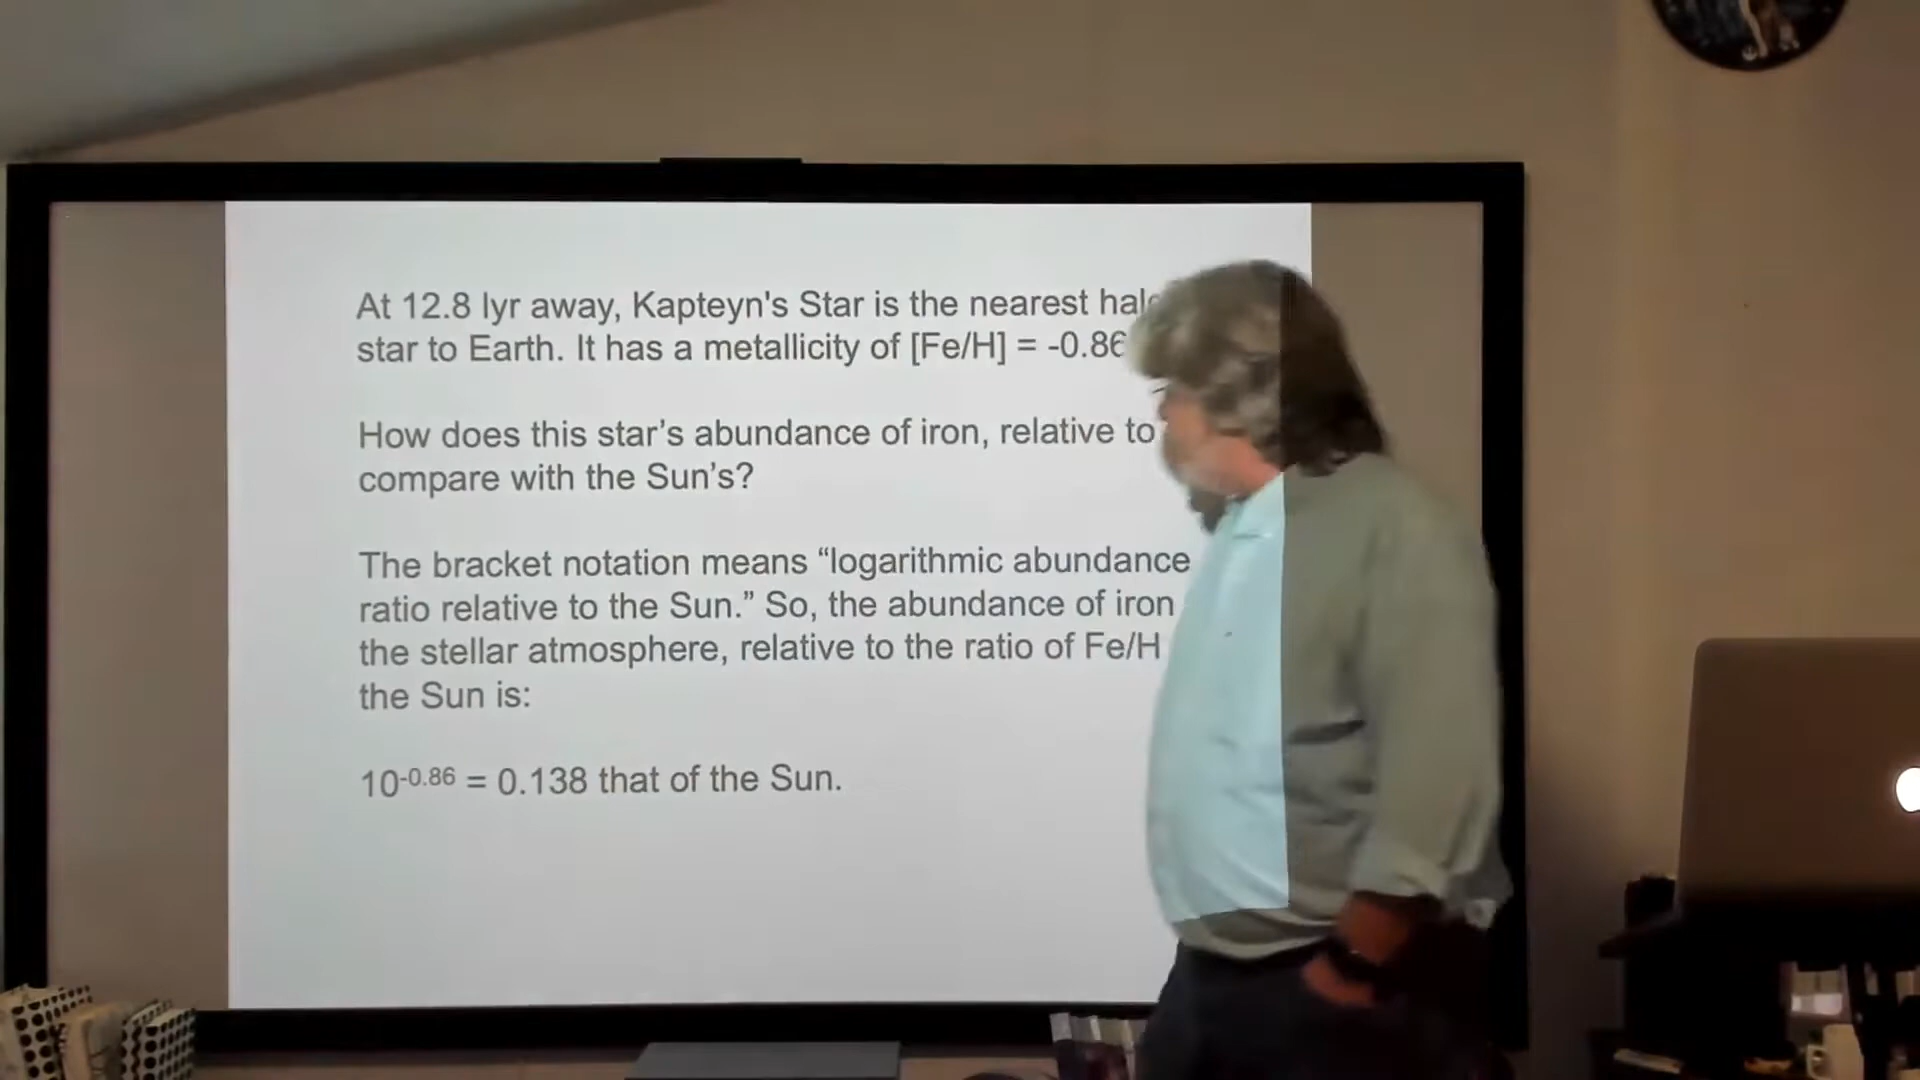 At 12.8 lyr away, Kapteyn's Star is the nearest
star to Earth. It has a metallicity of [Fe/H] = -0.86
How does this star’s abundance of iron, relative to
compare with the Sun’s?
The bracket notation means “logarithmic abundance
ratio relative to the Sun.” So, the abundance of iron
the stellar atmosphere, relative to the ratio of Fe/H
the Sun is:
10^-0.86 = 0.138 that of the Sun.